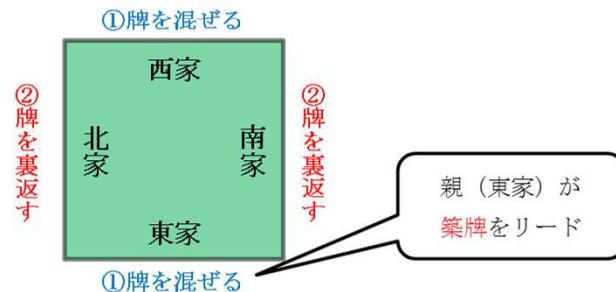 ①牌を混ぜる
西家
②牌を裏返す
北家
南家
②牌を裏返す
東家
①牌を混ぜる
親（東家）が
築牌をリード